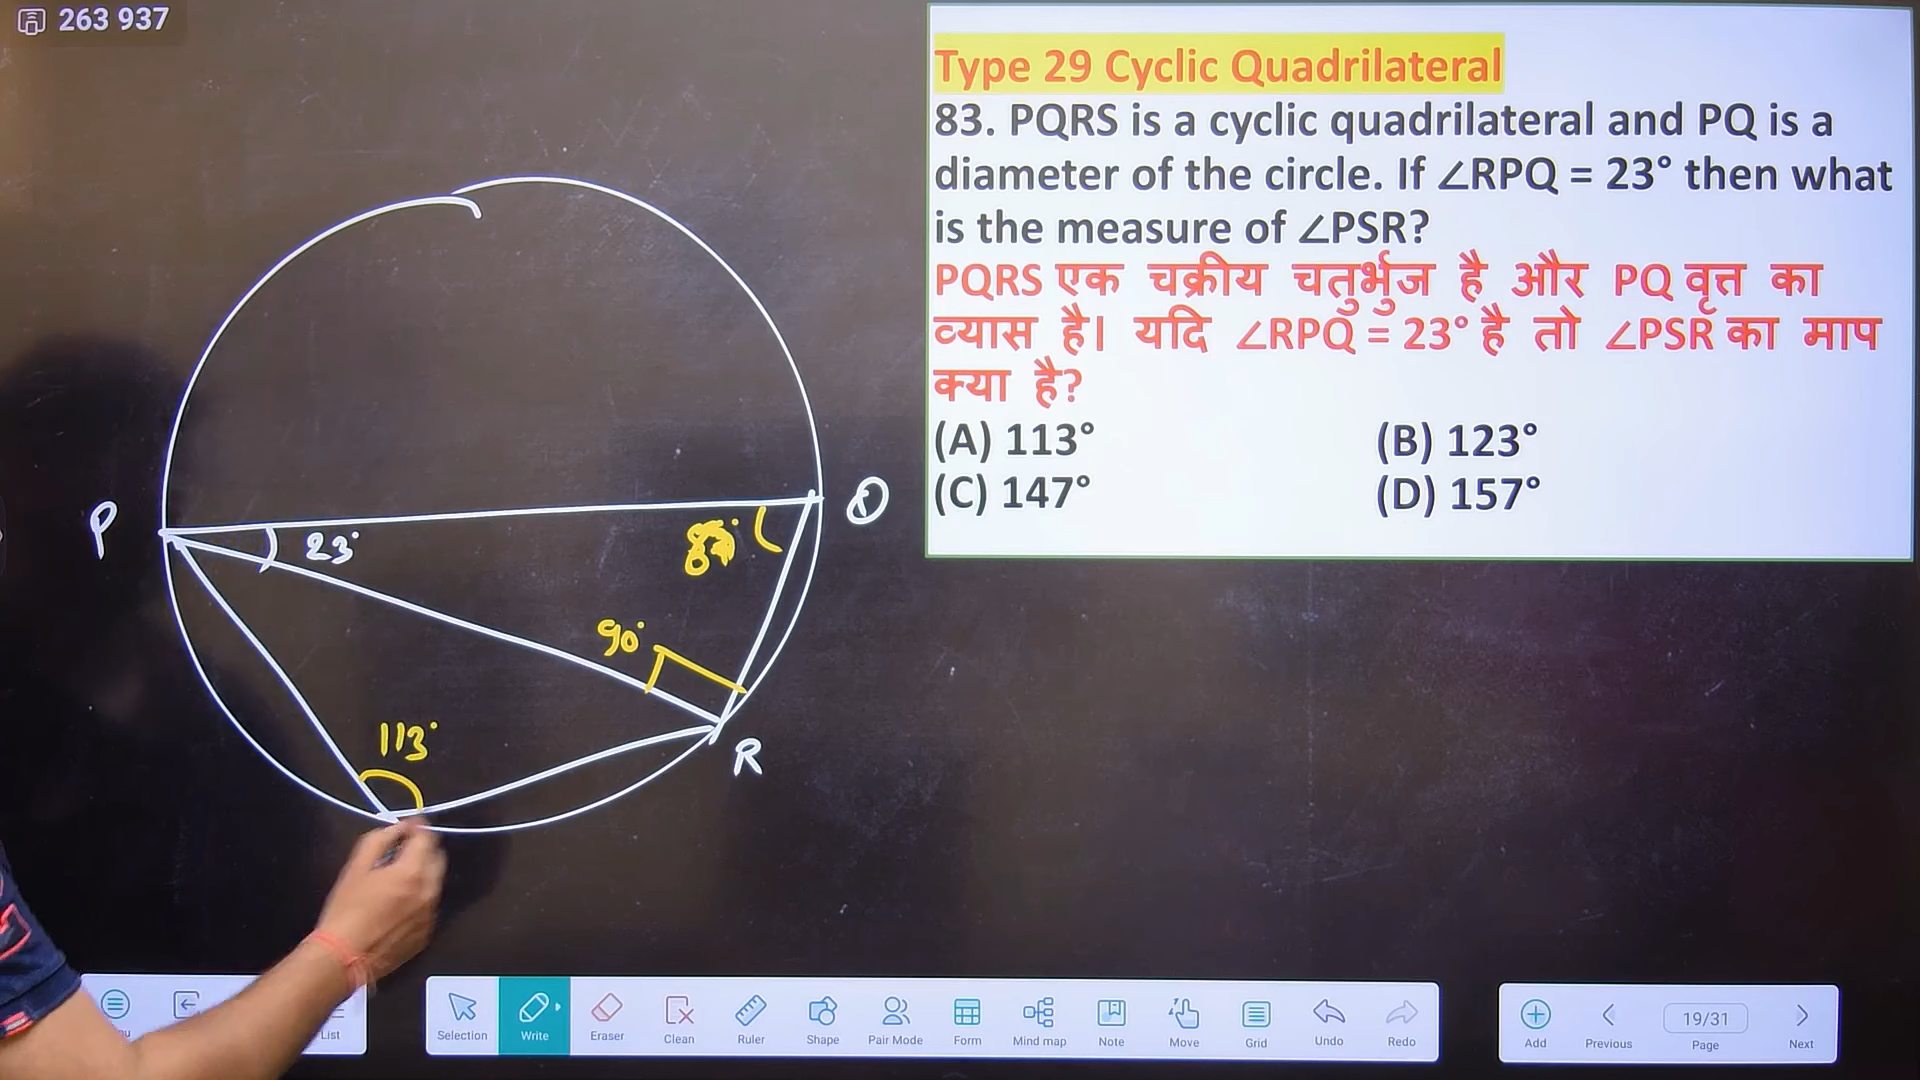 263 937
Type 29 Cyclic Quadrilateral
83. PQRS is a cyclic quadrilateral and PQ is a
diameter of the circle. If ∠RPQ = 23° then what
is the measure of ∠PSR?
PQRS एक चक्रीय चतुर्भुज है और PQ वृत्त का
व्यास है। यदि ∠RPQ = 23° है तो ∠PSR का माप
क्या है?
(A) 113° (B) 123°
(C) 147° (D) 157°
P
23°
90°
113°
R
List
Selection Write Eraser Clean Ruler Shape Pair Mode Form Mind map Note Move Grid Undo Redo
Add Previous 19/31 Page Next